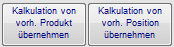 Kalkulation von
vorh. Produkt
übernehmen
Kalkulation von
vorh. Position
übernehmen